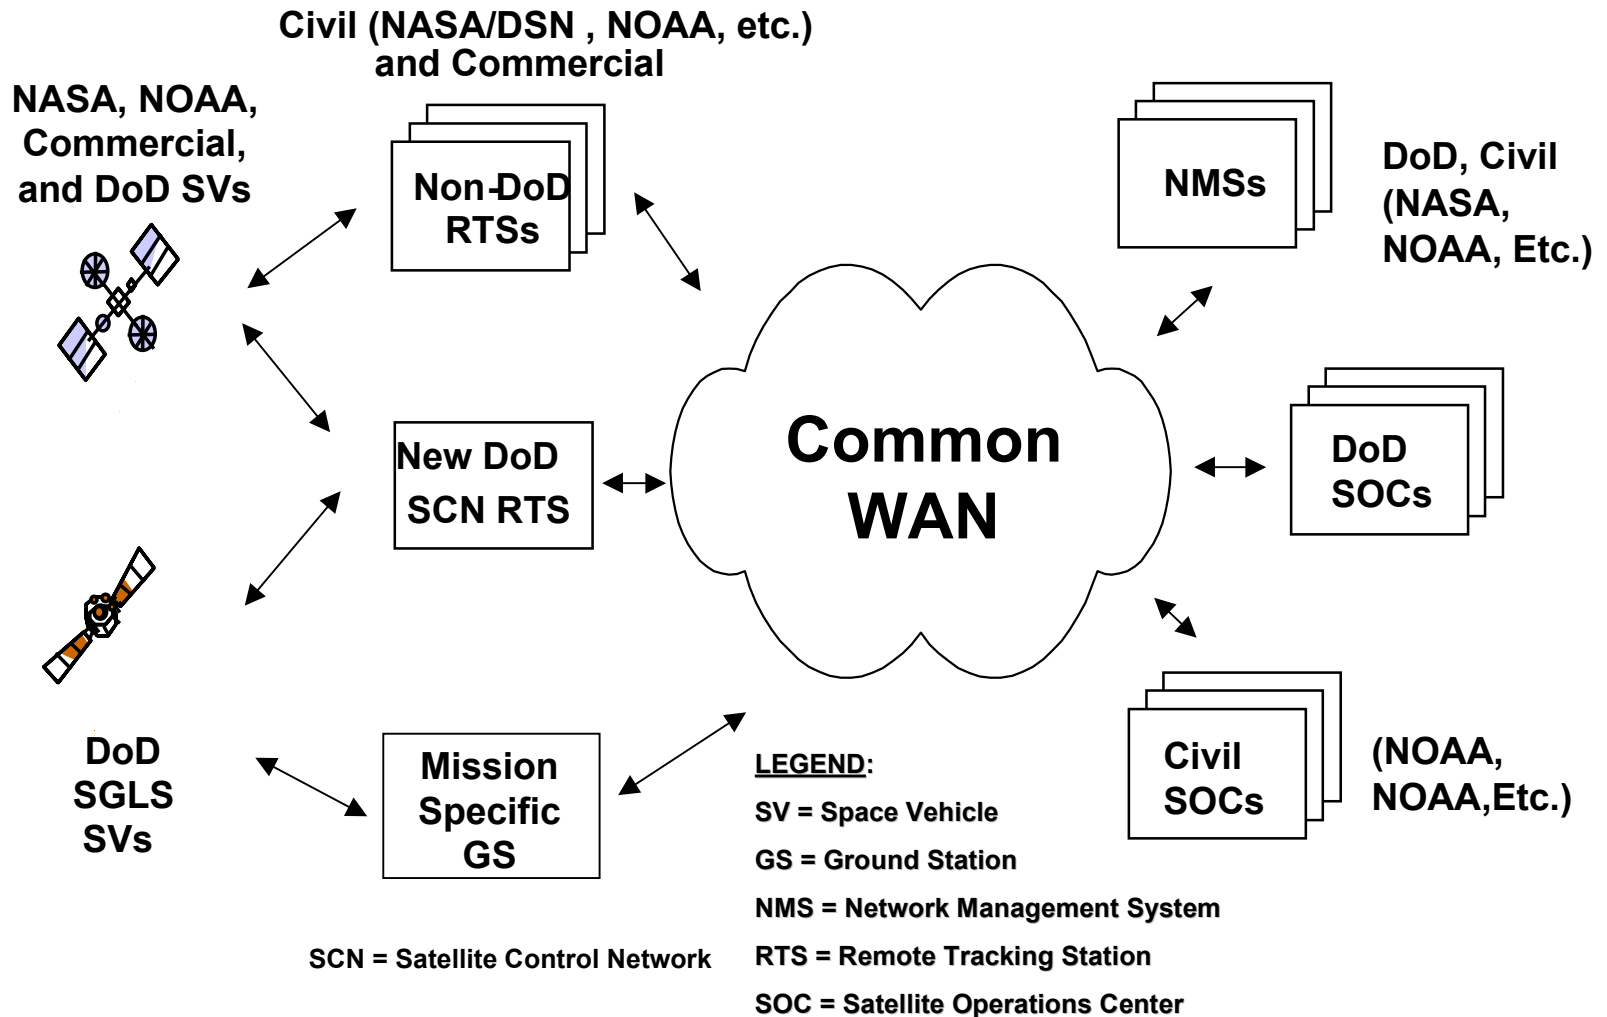 Civil (NASA/DSN , NOAA, etc.)
and Commercial
NASA, NOAA,
Commercial,
and DoD SVs
Non-DoD
RTSs
NMSs
DoD, Civil
(NASA,
NOAA, Etc.)
New DoD
SCN RTS
Common
WAN
DoD
SOCs
DoD
SGLS
SVs
Mission
Specific
GS
Civil
SOCs
(NOAA,
NOAA,Etc.)
LEGEND:
SV = Space Vehicle
GS = Ground Station
NMS = Network Management System
SCN = Satellite Control Network
RTS = Remote Tracking Station
SOC = Satellite Operations Center